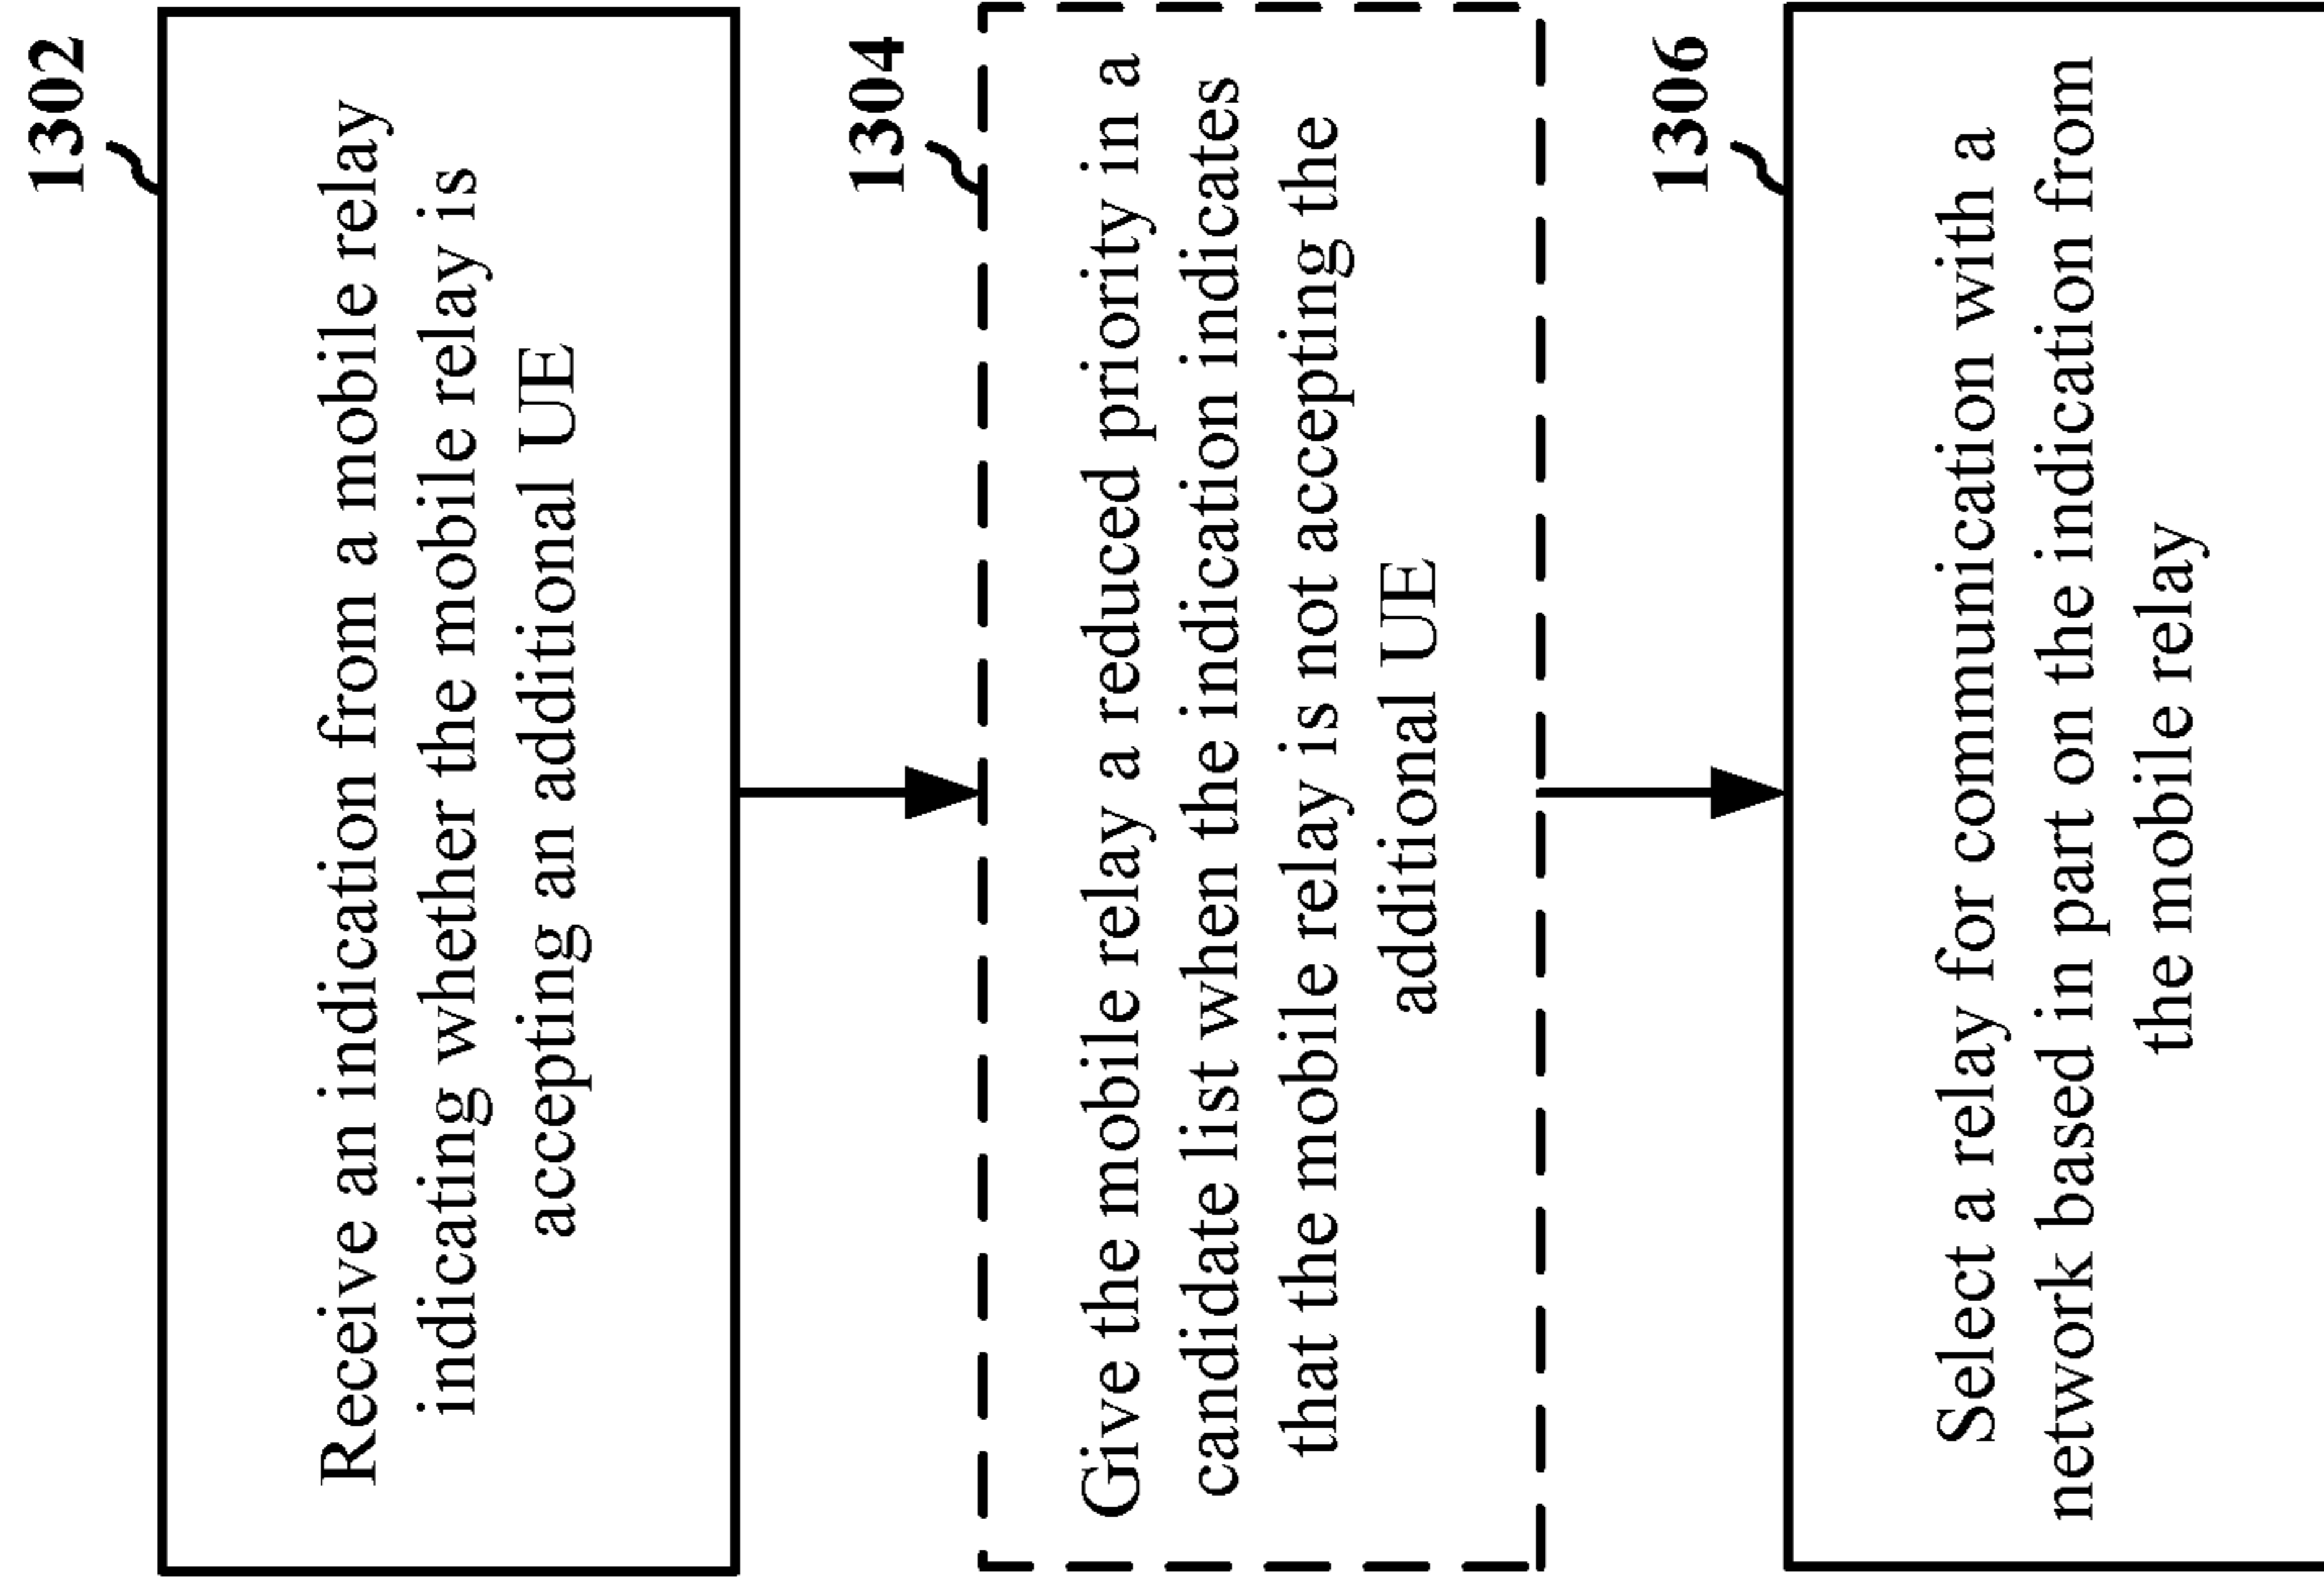 1302
Receive an indication from a mobile relay
indicating whether the mobile relay is
accepting an additional UE
1304
Give the mobile relay a reduced priority in a
candidate list when the indication indicates
that the mobile relay is not accepting the
additional UE
1306
Select a relay for communication with a
network based in part on the indication from
the mobile relay